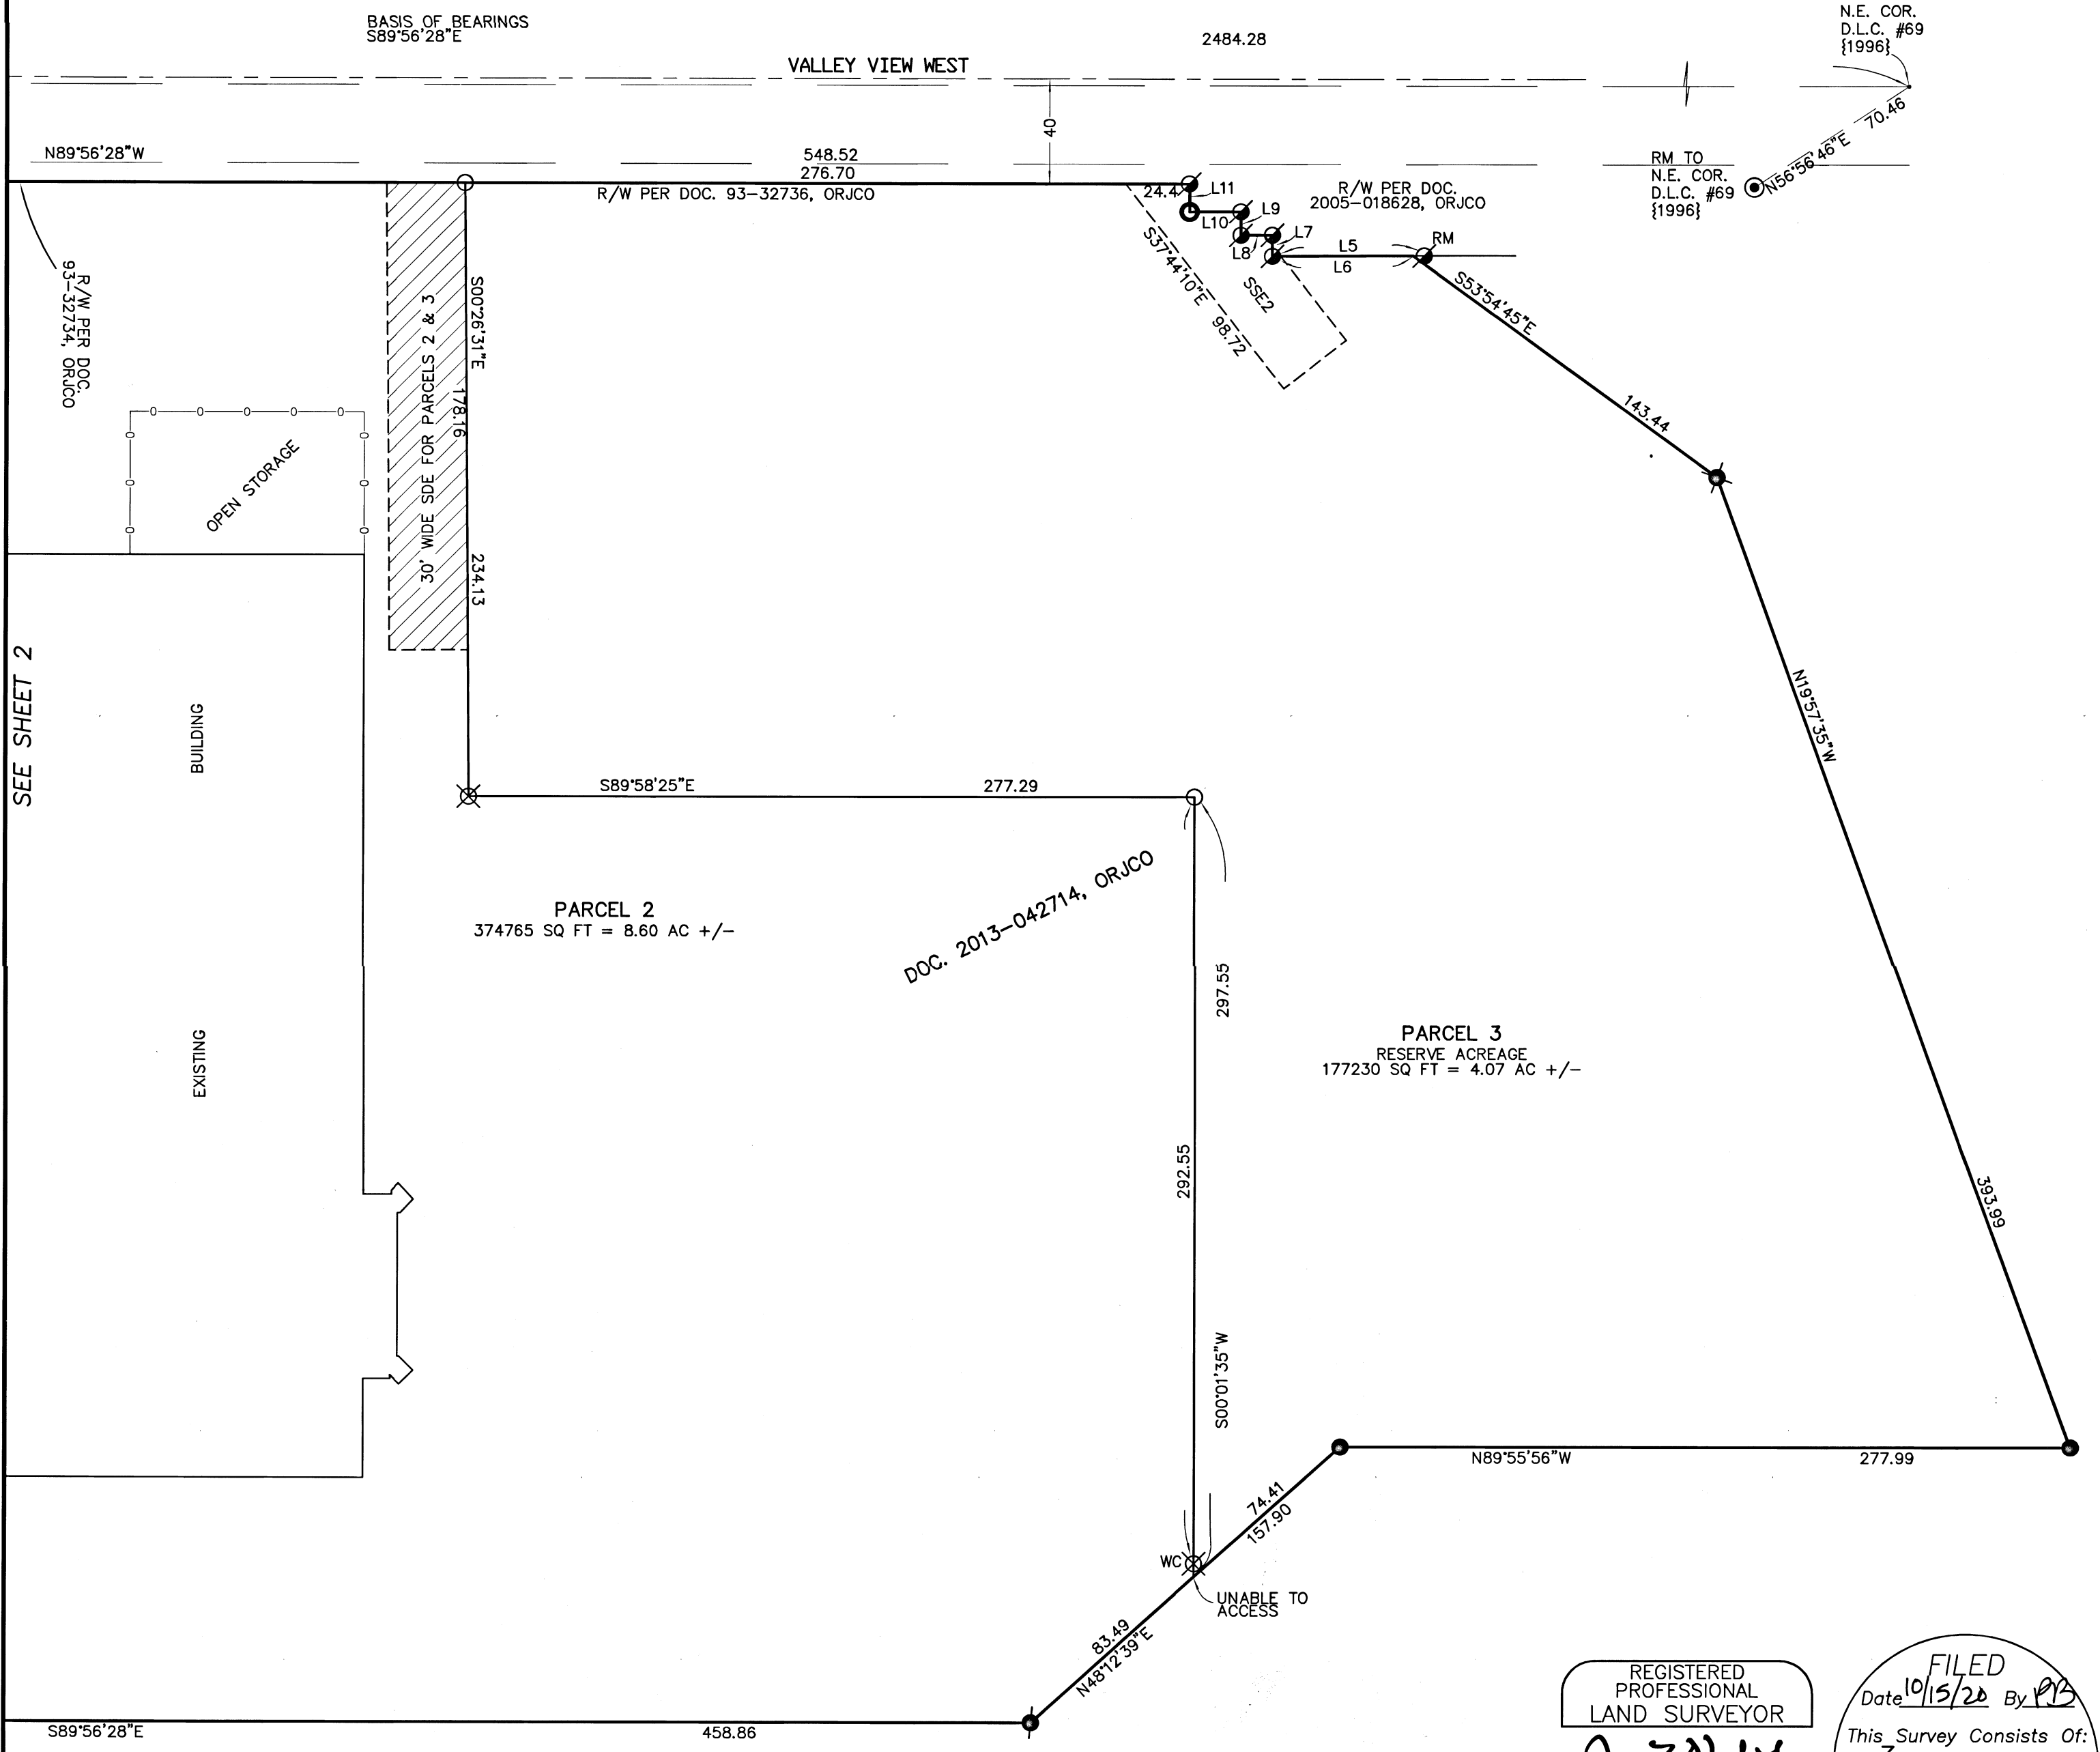 BASIS OF BEARINGS
S89°56'28"E
2484.28
N.E. COR.
D.L.C. #69
{1996}
VALLEY VIEW WEST
40
70.46
N56°56'46"E
N89°56'28"W
548.52
276.70
R/W PER DOC. 93-32736, ORJCO
24.4
L11
L10
L9
L8
L7
L5
L6
RM
R/W PER DOC.
2005-018628, ORJCO
RM TO
N.E. COR.
D.L.C. #69
{1996}
R/W PER DOC.
93-32734, ORJCO
30' WIDE SDE FOR PARCELS 2 & 3
S00°26'31"E
178.16
234.13
S37°44'10"E 98.72
SSE2
S53°54'45"E
143.44
OPEN STORAGE
SEE SHEET 2
BUILDING
EXISTING
N19°57'35"W
393.99
S89°58'25"E
277.29
DOC. 2013-042714, ORJCO
PARCEL 2
374765 SQ FT = 8.60 AC +/-
297.55
292.55
S00°01'35"W
PARCEL 3
RESERVE ACREAGE
177230 SQ FT = 4.07 AC +/-
N89°55'56"W
277.99
74.41
157.90
WC
UNABLE TO
ACCESS
83.49
N48°12'39"E
S89°56'28"E
458.86
REGISTERED
PROFESSIONAL
LAND SURVEYOR
FILED
Date 10/15/20 By PB
This Survey Consists Of: